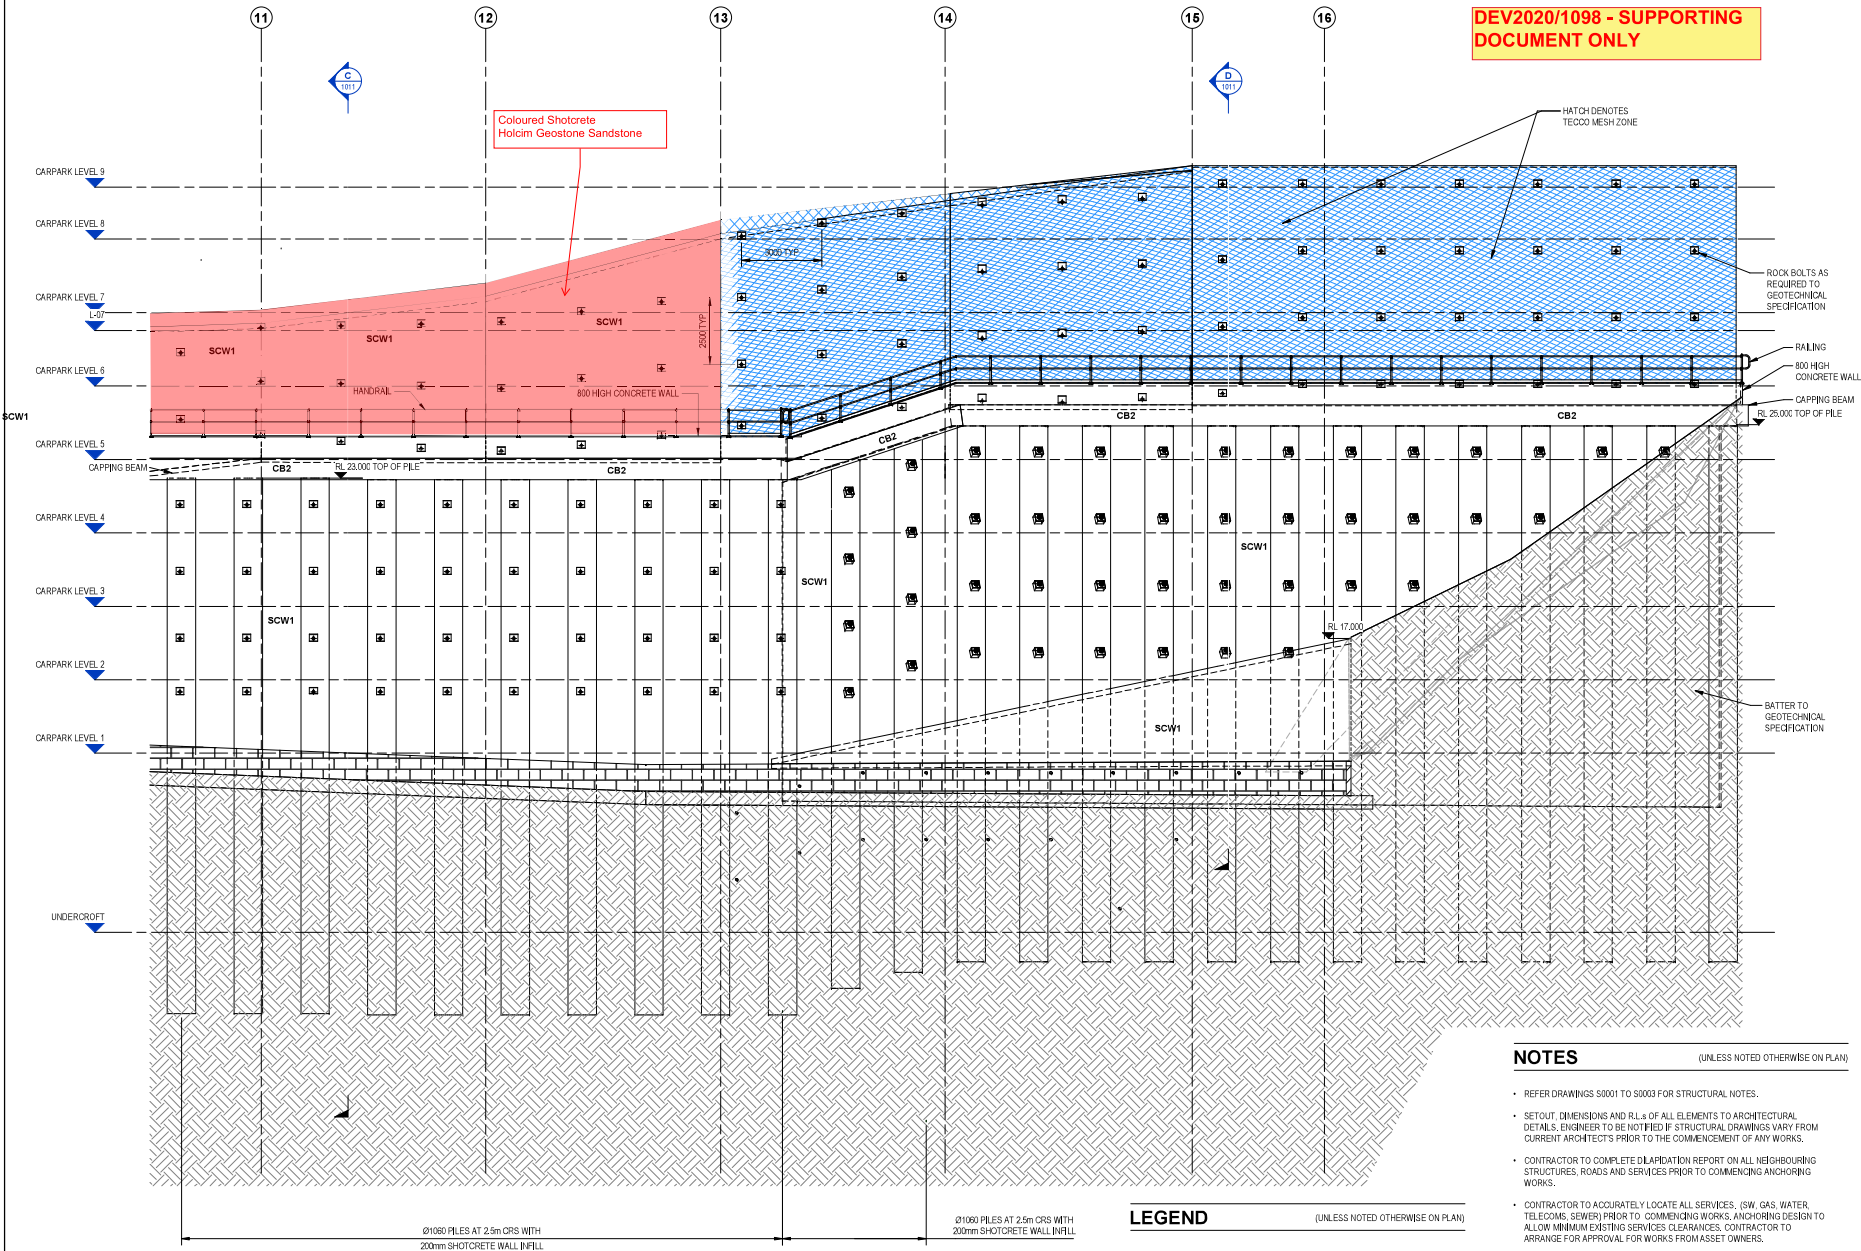 11
12
13
14
15
16
DEV2020/1098 - SUPPORTING
DOCUMENT ONLY
C
1011
D
1011
Coloured Shotcrete
Holcim Geostone Sandstone
HATCH DENOTES
TECCO MESH ZONE
CARPARK LEVEL 9
CARPARK LEVEL 8
3000 TYP
ROCK BOLTS AS
REQUIRED TO
GEOTECHNICAL
SPECIFICATION
CARPARK LEVEL 7
L-07
SCW1
SCW1
SCW1
2500 TYP
RAILING
800 HIGH
CONCRETE WALL
CARPARK LEVEL 6
HANDRAIL
800 HIGH CONCRETE WALL
CAPPING BEAM
SCW1
CB2
CB2
RL 25.000 TOP OF PILE
CARPARK LEVEL 5
CB2
CAPPING BEAM
CB2
RL 23.000 TOP OF PILE
CB2
CARPARK LEVEL 4
SCW1
SCW1
CARPARK LEVEL 3
SCW1
RL 17.000
CARPARK LEVEL 2
BATTER TO
GEOTECHNICAL
SPECIFICATION
SCW1
CARPARK LEVEL 1
UNDERCROFT
NOTES
(UNLESS NOTED OTHERWISE ON PLAN)
• REFER DRAWINGS S0001 TO S0003 FOR STRUCTURAL NOTES.
• SETOUT, DIMENSIONS AND R.L.s OF ALL ELEMENTS TO ARCHITECTURAL
DETAILS. ENGINEER TO BE NOTIFIED IF STRUCTURAL DRAWINGS VARY FROM
CURRENT ARCHITECT'S PRIOR TO THE COMMENCEMENT OF ANY WORKS.
• CONTRACTOR TO COMPLETE DILAPIDATION REPORT ON ALL NEIGHBOURING
STRUCTURES, ROADS AND SERVICES PRIOR TO COMMENCING ANCHORING
WORKS.
• CONTRACTOR TO ACCURATELY LOCATE ALL SERVICES, (SW, GAS, WATER,
TELECOMS, SEWER) PRIOR TO COMMENCING WORKS. ANCHORING DESIGN TO
ALLOW MINIMUM EXISTING SERVICES CLEARANCES. CONTRACTOR TO
ARRANGE FOR APPROVAL FOR WORKS FROM ASSET OWNERS.
LEGEND
(UNLESS NOTED OTHERWISE ON PLAN)
Ø1060 PILES AT 2.5m CRS WITH
200mm SHOTCRETE WALL INFILL
Ø1060 PILES AT 2.5m CRS WITH
200mm SHOTCRETE WALL INFILL